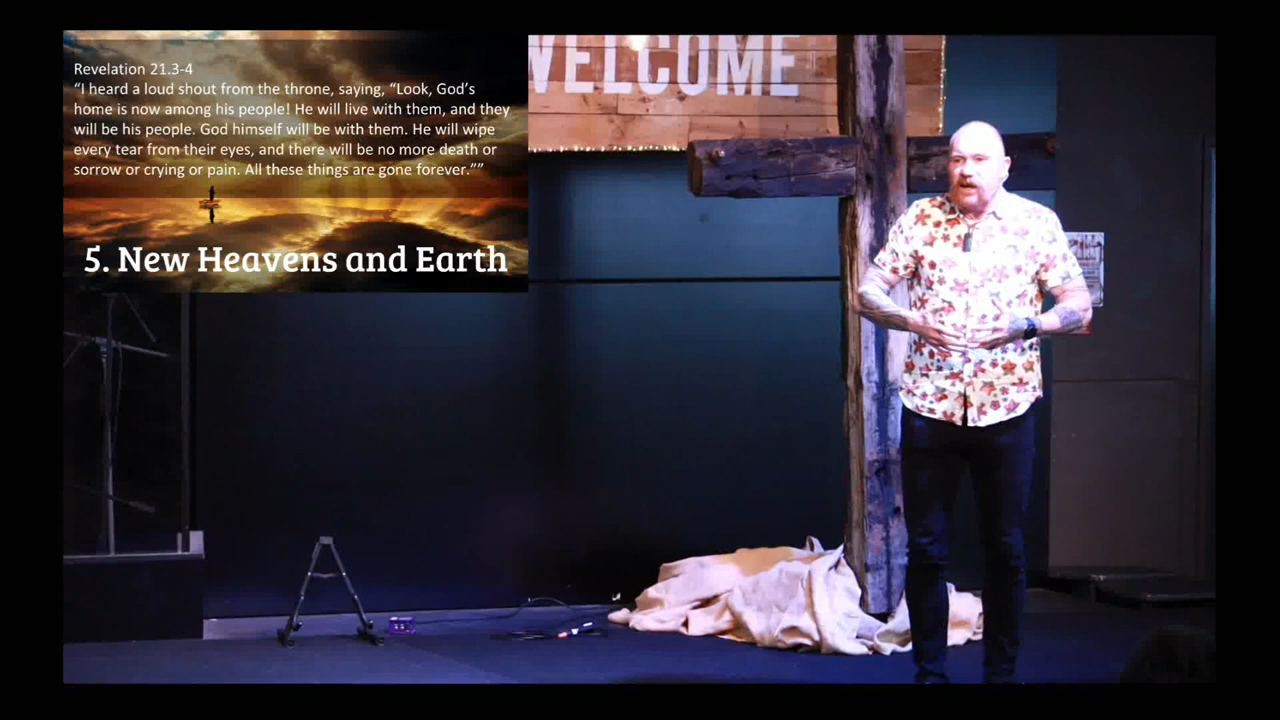 Revelation 21.3-4
“I heard a loud shout from the throne, saying, “Look, God’s
home is now among his people! He will live with them, and they
will be his people. God himself will be with them. He will wipe
every tear from their eyes, and there will be no more death or
sorrow or crying or pain. All these things are gone forever.””
5. New Heavens and Earth
WELCOME